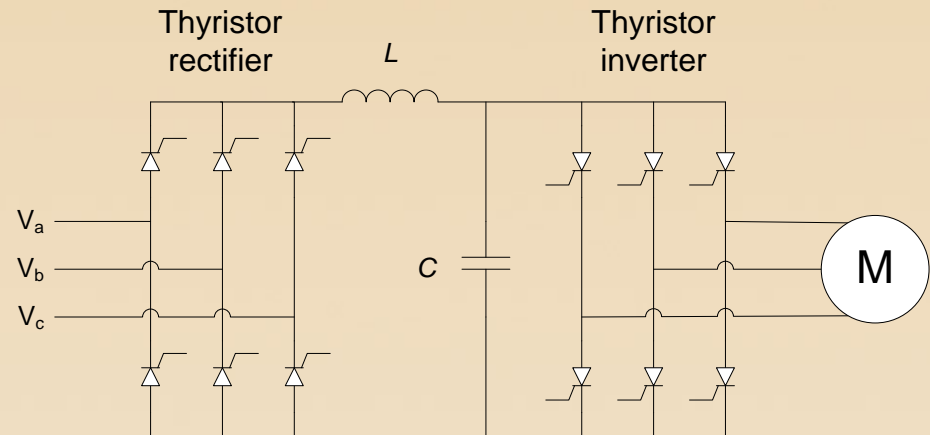 Thyristor
rectifier
L
Thyristor
inverter
Va
Vb
Vc
C
M